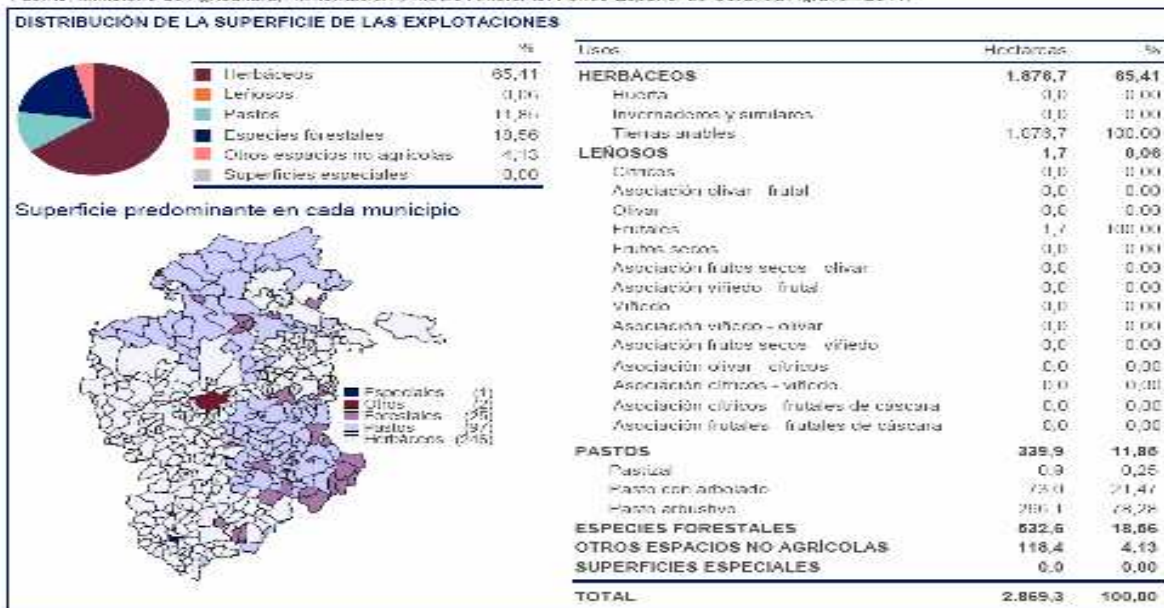 DISTRIBUCIÓN DE LA SUPERFICIE DE LAS EXPLOTACIONES
%
Herbáceos 65,41
Leñosos 0,06
Pastos 11,85
Especies forestales 18,56
Otros espacios no agrícolas 4,13
Superficies especiales 0,00
Superficie predominante en cada municipio
Especiales (1)
Otros
Forestales (25)
Pastos (97)
Herbáceos (246)
Usos Hectáreas %
HERBÁCEOS 1.876,7 65,41
Huerta 0,0 0,00
Invernaderos y similares 0,0 0,00
Tierras arables 1.876,7 100,00
LEÑOSOS 1,7 0,06
Cítricos 0,0 0,00
Asociación olivar - frutal 0,0 0,00
Olivar 0,0 0,00
Frutales 1,7 100,00
Frutos secos 0,0 0,00
Asociación frutos secos - olivar 0,0 0,00
Asociación viñedo - frutal 0,0 0,00
Viñedo 0,0 0,00
Asociación viñedo - olivar 0,0 0,00
Asociación frutos secos - viñedo 0,0 0,00
Asociación olivar - cítricos 0,0 0,00
Asociación cítricos - viñedo 0,0 0,00
Asociación cítricos - frutales de cáscara 0,0 0,00
Asociación frutales - frutales de cáscara 0,0 0,00
PASTOS 339,9 11,86
Pastizal 0,9 0,25
Pasto con arbolado 73,0 21,47
Pasto arbustivo 266,1 78,28
ESPECIES FORESTALES 532,6 18,56
OTROS ESPACIOS NO AGRÍCOLAS 118,4 4,13
SUPERFICIES ESPECIALES 0,0 0,00
TOTAL 2.869,3 100,00